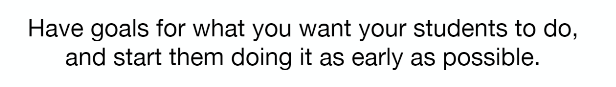 Have goals for what you want your students to do,
and start them doing it as early as possible.